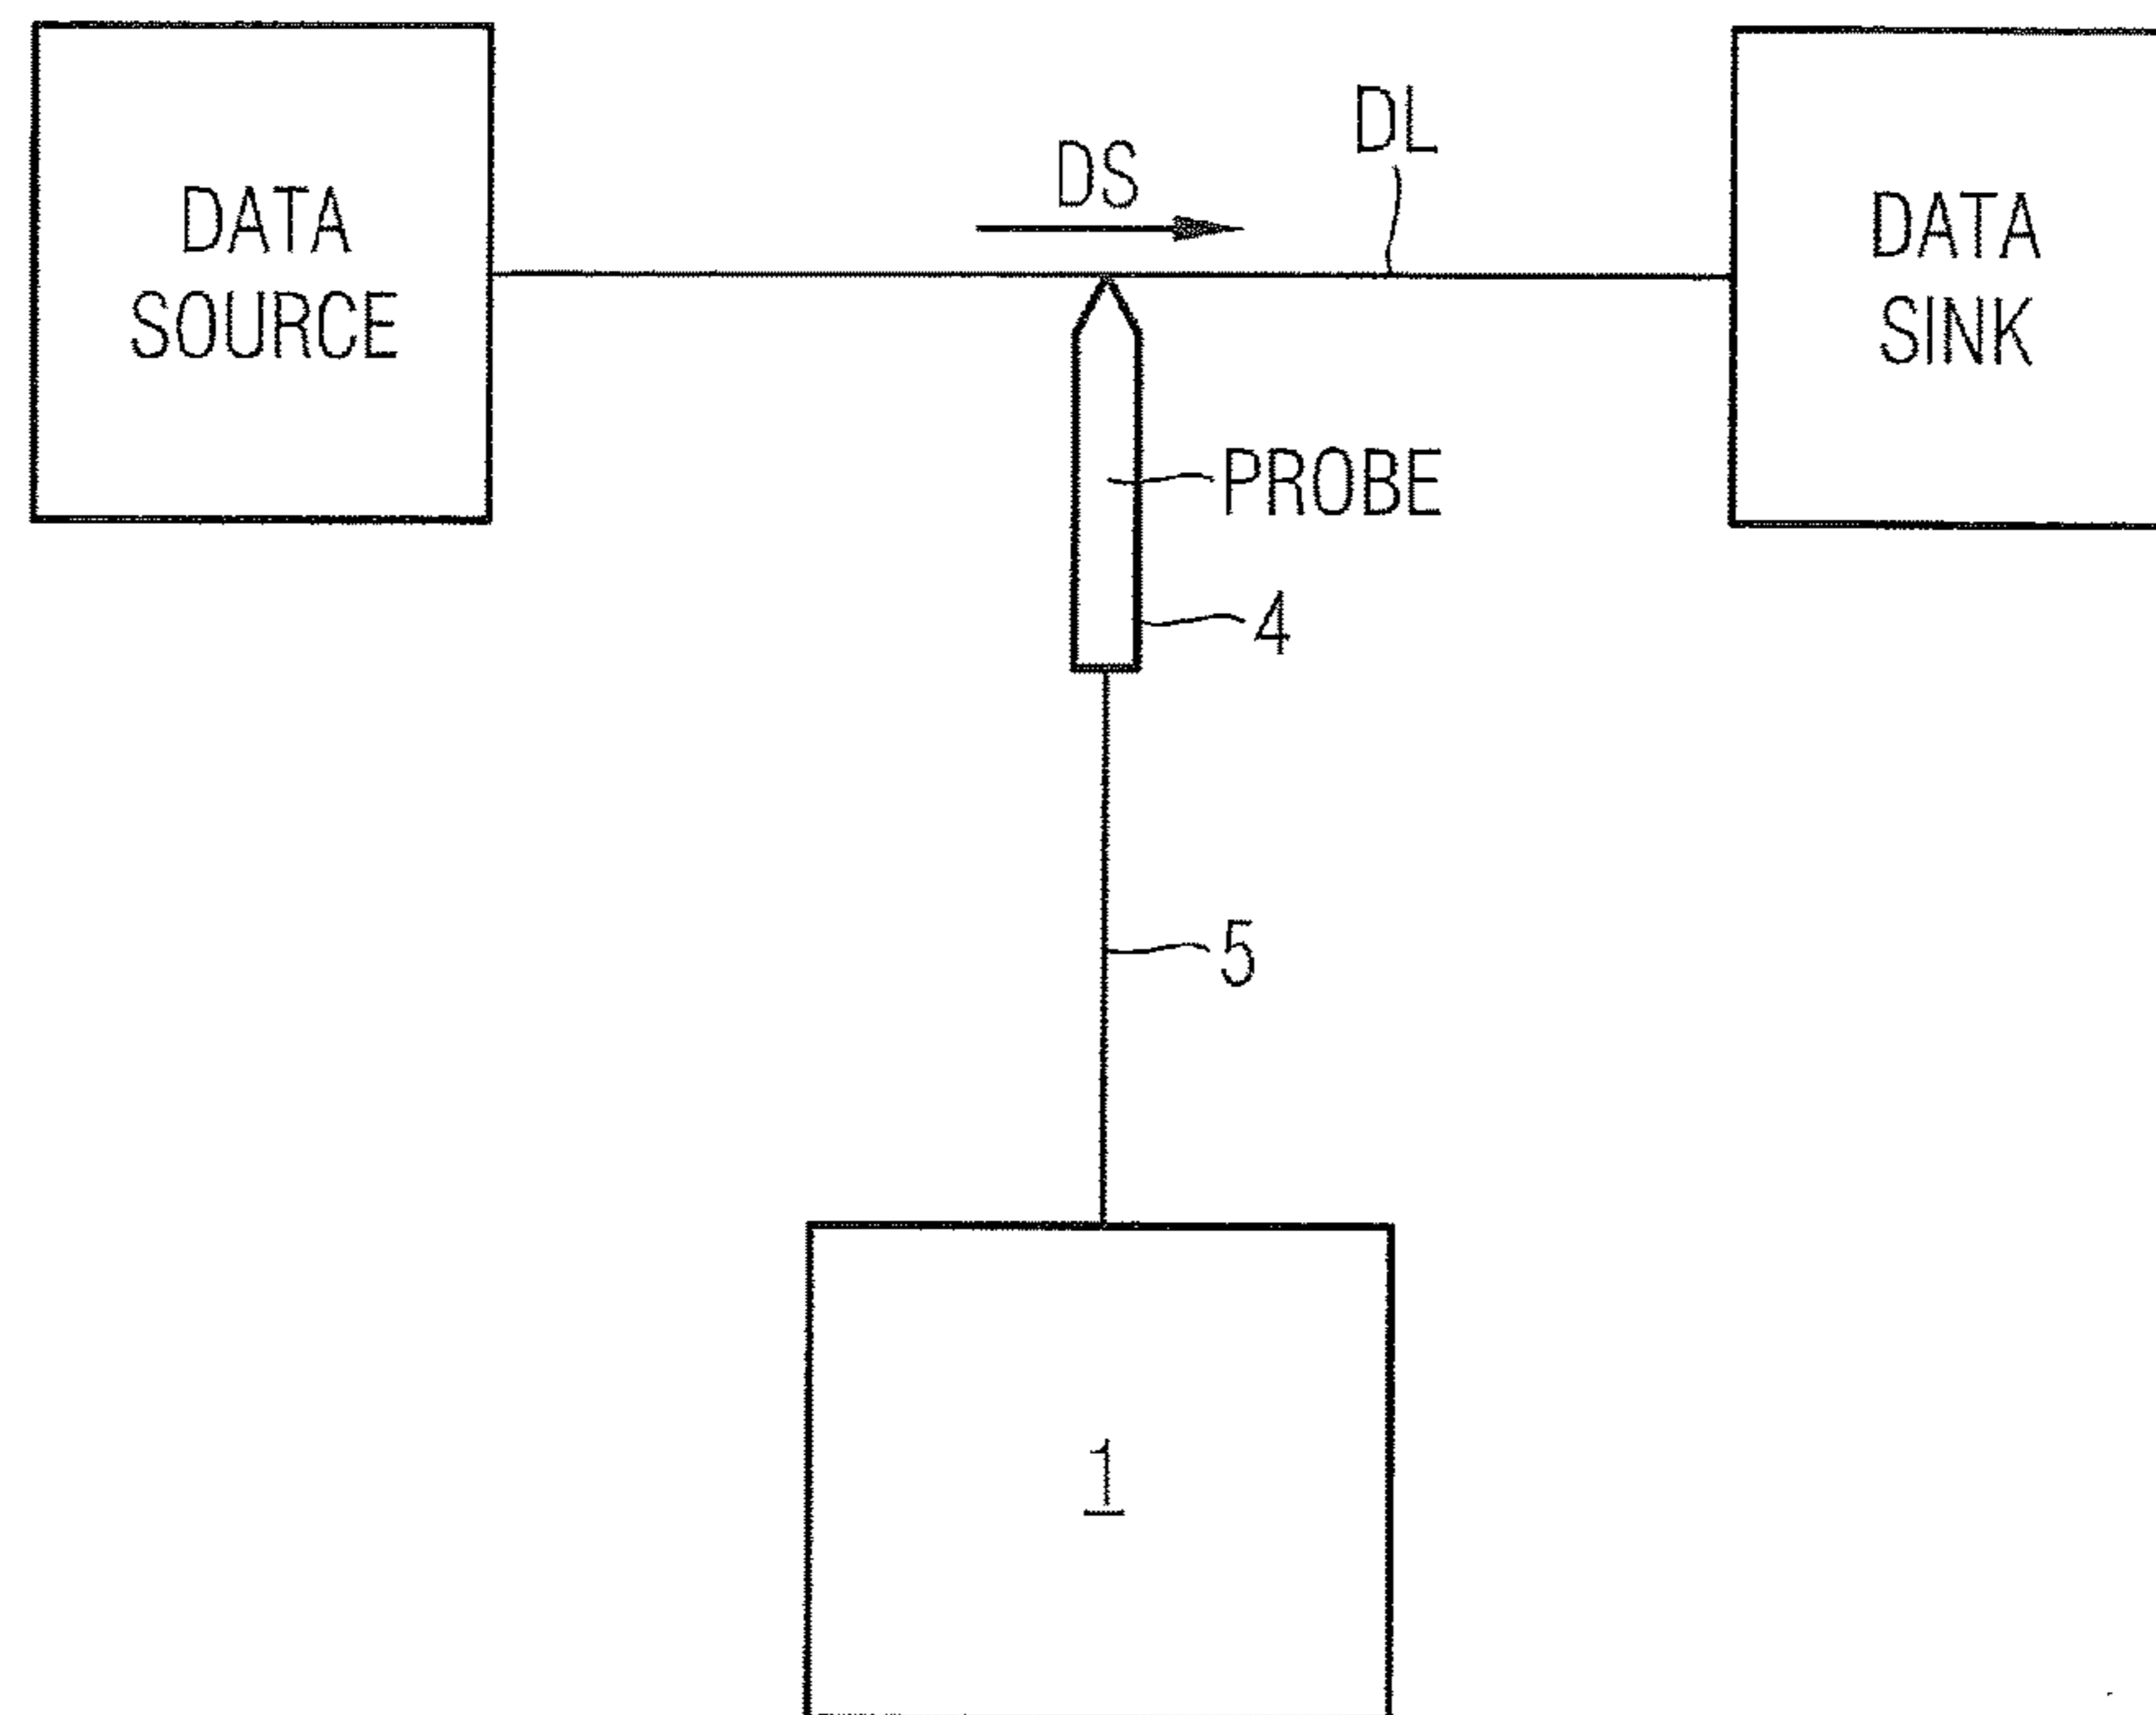 DATA
SOURCE
DS
DL
DATA
SINK
PROBE
4
5
1